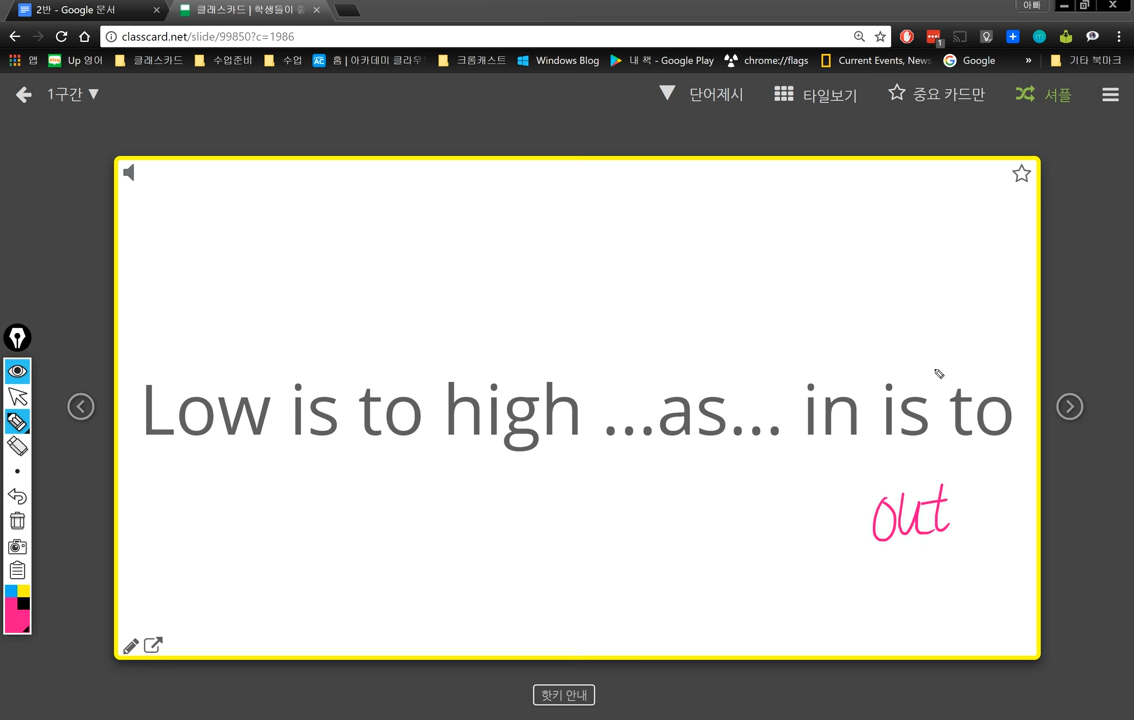 2반 - Google 문서
클래스카드 | 학생들이 좋
아빠
classcard.net/slide/99850?c=1986
앱 Up 영어 클래스카드 수업준비 수업 홈 | 아카데미 클라우 크롬캐스트 Windows Blog 내 책 - Google Play chrome://flags Current Events, News Google » 기타 북마크
1구간 ▼ 단어제시 타일보기 중요 카드만 셔플
Low is to high ...as... in is to
out
핫키 안내